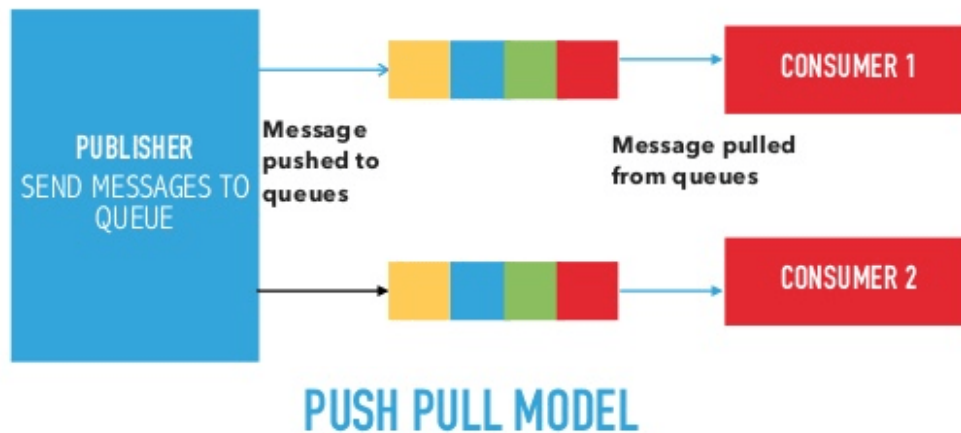 PUBLISHER
SEND MESSAGES TO
QUEUE
Message
pushed to
queues
Message pulled
from queues
CONSUMER 1
CONSUMER 2
PUSH PULL MODEL